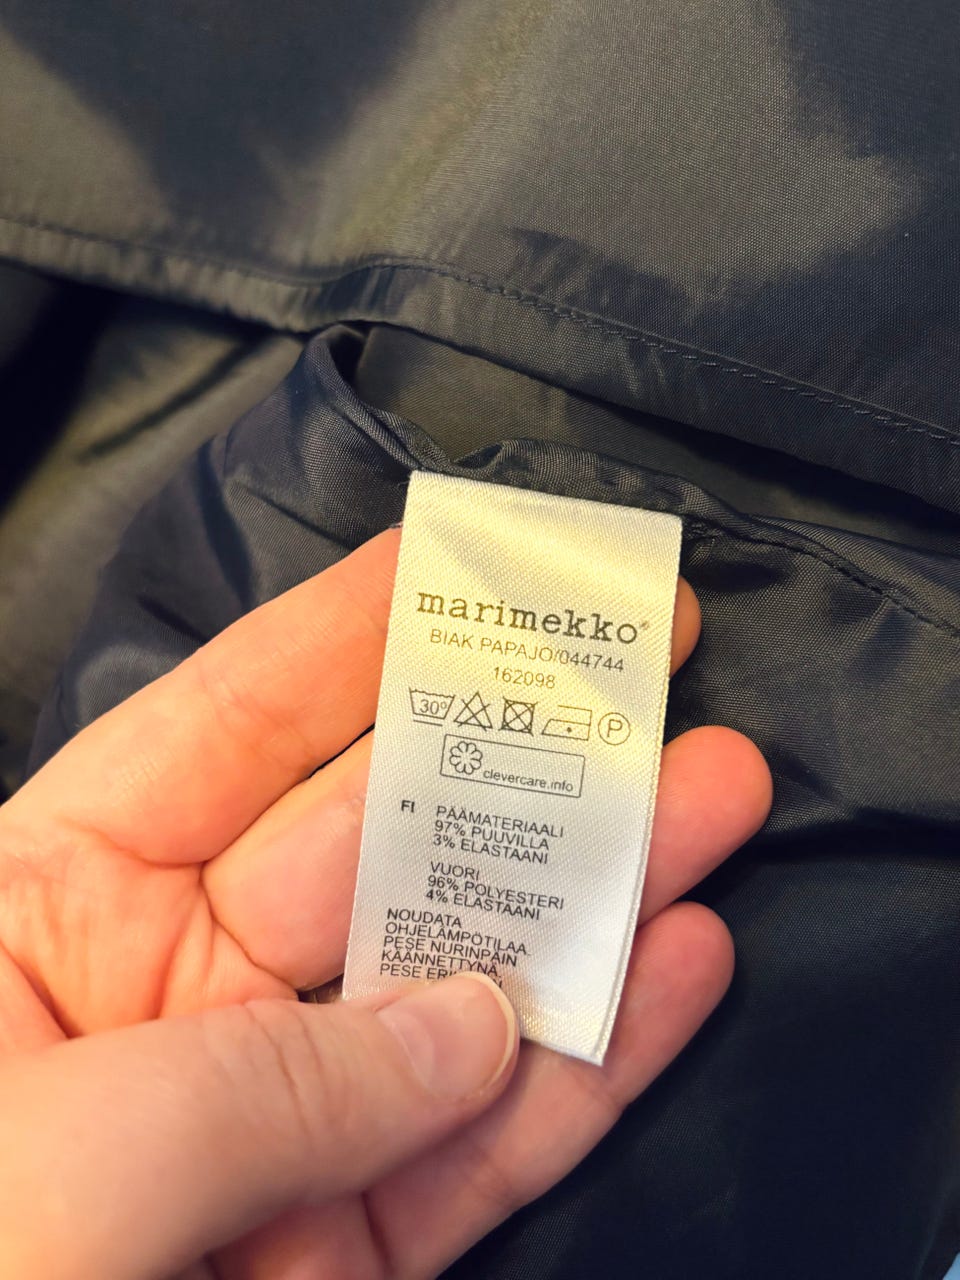 marimekko®
BIAK PAPAJO/044744
162098
30°
P
clevercare.info
FI PÄÄMATERIAALI
97% PUUVILLA
3% ELASTAANI
VUORI
96% POLYESTERI
4% ELASTAANI
NOUDATA
OHJELÄMPÖTILAA.
PESE NURINPÄIN
KÄÄNNETTYNÄ.
PESE